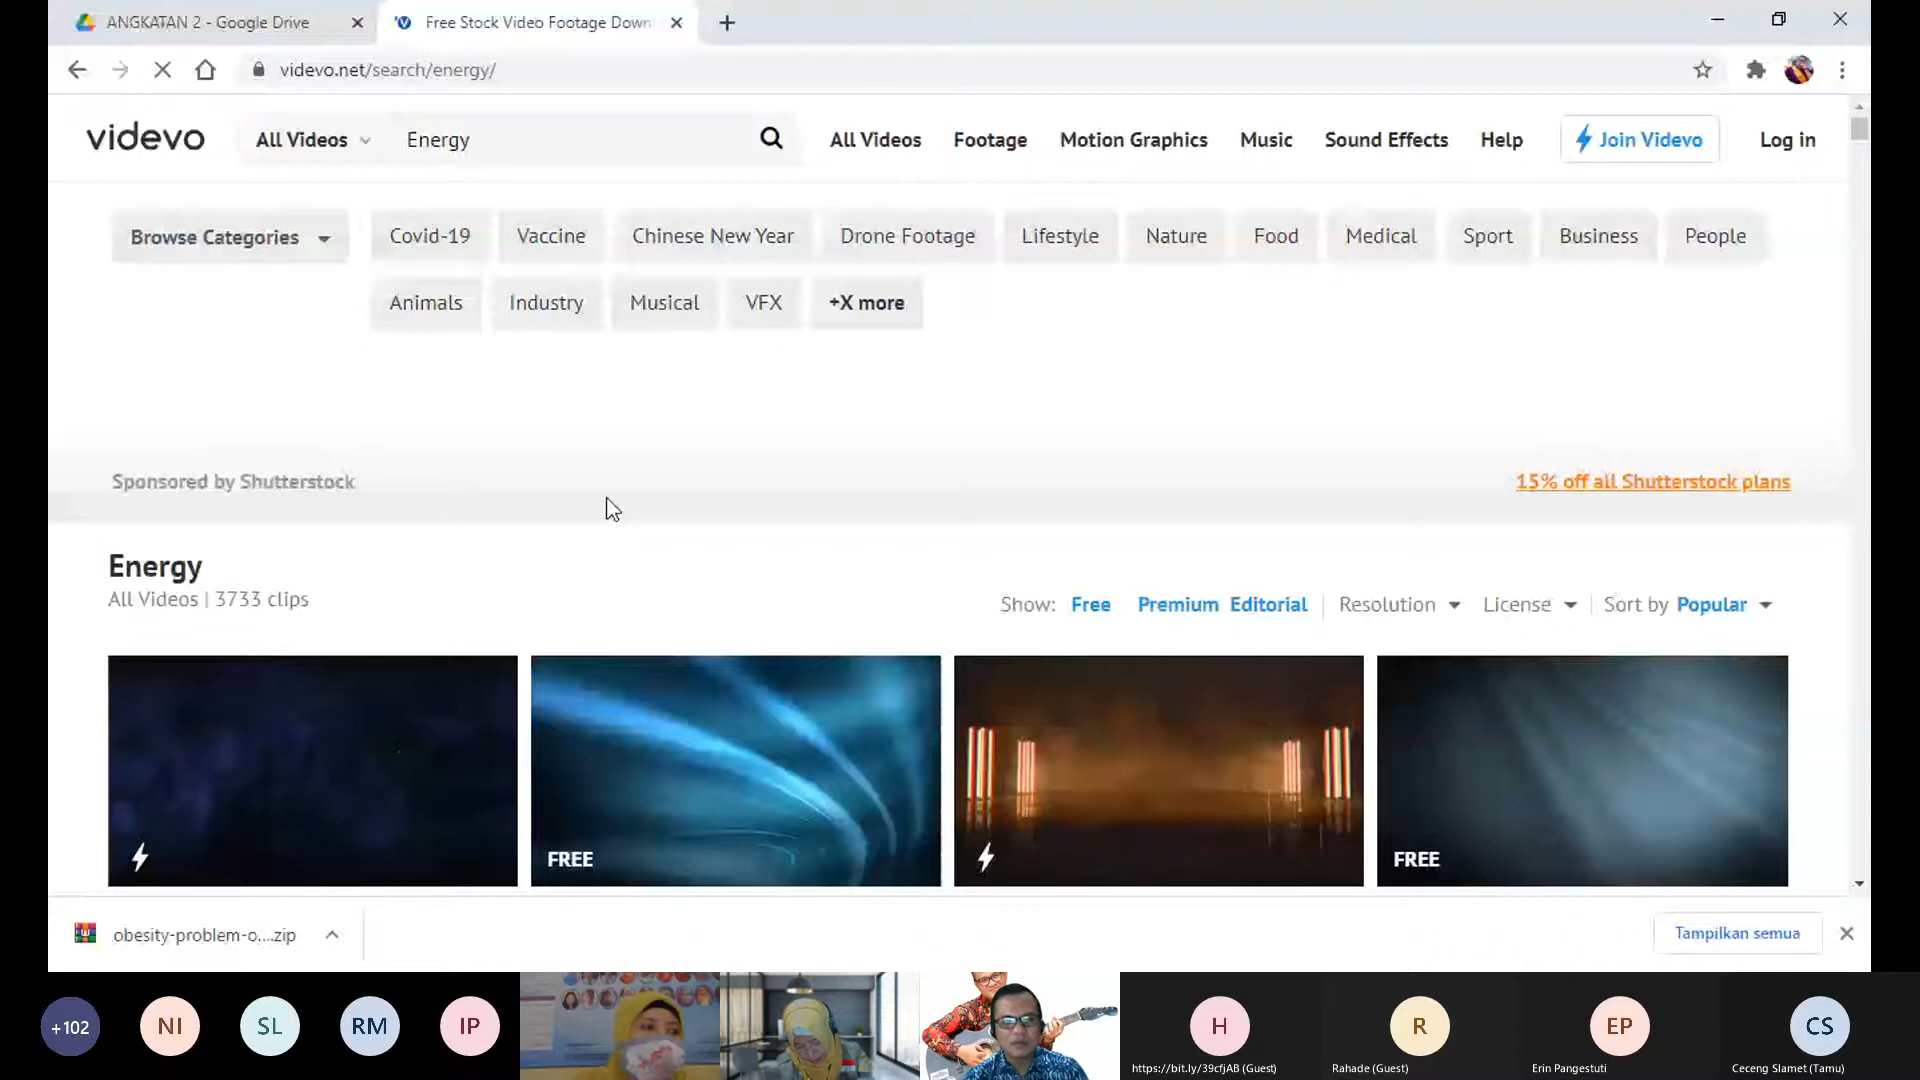 ANGKATAN 2 - Google Drive
Free Stock Video Footage Down
videvo.net/search/energy/
videvo
All Videos
Energy
All Videos
Footage
Motion Graphics
Music
Sound Effects
Help
Join Videvo
Log in
Browse Categories
Covid-19
Vaccine
Chinese New Year
Drone Footage
Lifestyle
Nature
Food
Medical
Sport
Business
People
Animals
Industry
Musical
VFX
+X more
Sponsored by Shutterstock
15% off all Shutterstock plans
Energy
All Videos | 3733 clips
Show: Free Premium Editorial
Resolution
License
Sort by Popular
FREE
FREE
obesity-problem-o....zip
Tampilkan semua
+102
NI
SL
RM
IP
H
R
EP
CS
https://bit.ly/39cfjAB (Guest)
Rahade (Guest)
Erin Pangestuti
Ceceng Slamet (Tamu)